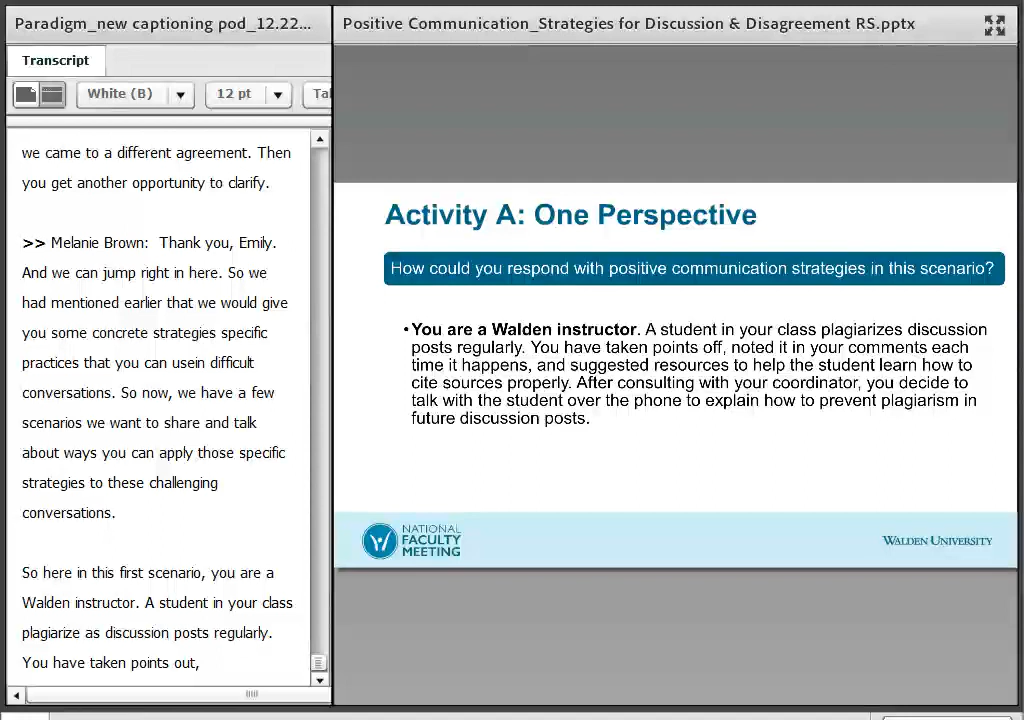 Paradigm_new captioning pod_12.22...
Transcript
White (B)
12 pt
we came to a different agreement. Then
you get another opportunity to clarify.
>> Melanie Brown:  Thank you, Emily.
And we can jump right in here. So we
had mentioned earlier that we would give
you some concrete strategies specific
practices that you can usein difficult
conversations. So now, we have a few
scenarios we want to share and talk
about ways you can apply those specific
strategies to these challenging
conversations.
So here in this first scenario, you are a
Walden instructor. A student in your class
plagiarize as discussion posts regularly.
You have taken points out,
Positive Communication_Strategies for Discussion & Disagreement RS.pptx
Activity A: One Perspective
How could you respond with positive communication strategies in this scenario?
•You are a Walden instructor. A student in your class plagiarizes discussion
posts regularly. You have taken points off, noted it in your comments each
time it happens, and suggested resources to help the student learn how to
cite sources properly. After consulting with your coordinator, you decide to
talk with the student over the phone to explain how to prevent plagiarism in
future discussion posts.
NATIONAL
FACULTY
MEETING
WALDEN UNIVERSITY